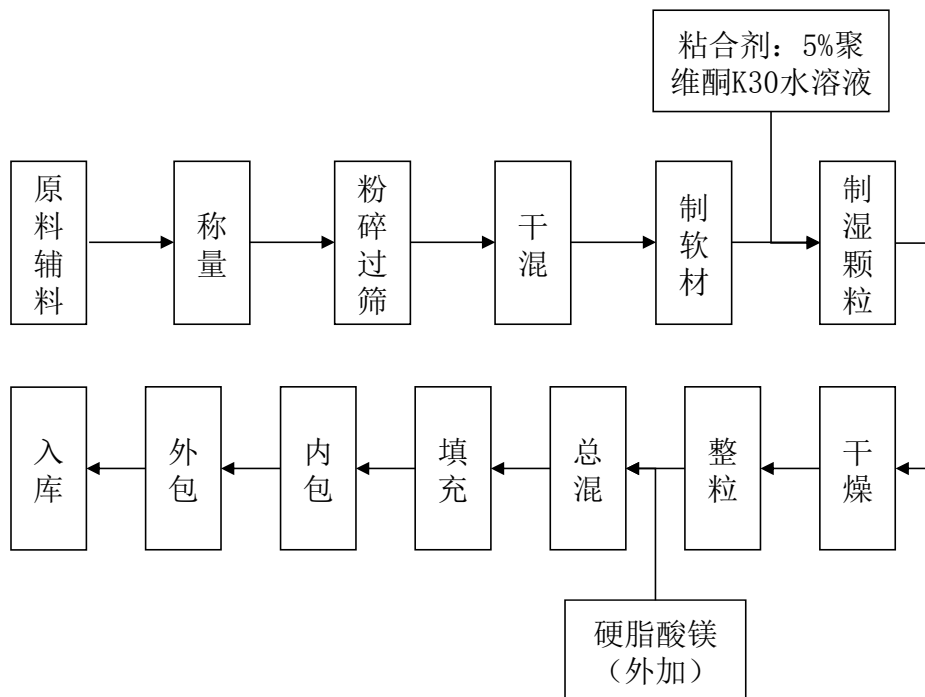 粘合剂：5%聚
维酮K30水溶液
原料辅料
称量
粉碎过筛
干混
制软材
制湿颗粒
入库
外包
内包
填充
总混
整粒
干燥
硬脂酸镁
（外加）